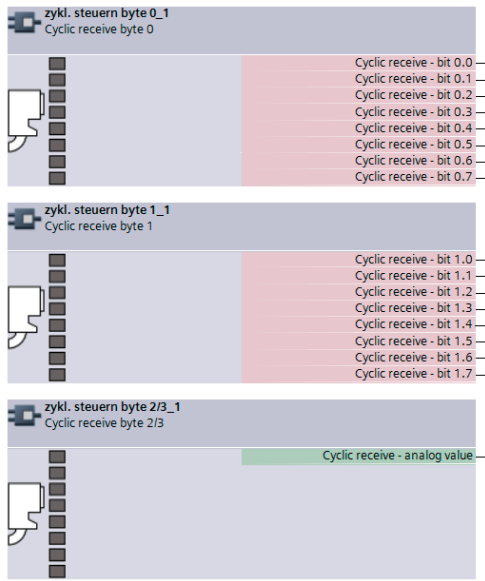 zykl. steuern byte 0_1
Cyclic receive byte 0
Cyclic receive - bit 0.0
Cyclic receive - bit 0.1
Cyclic receive - bit 0.2
Cyclic receive - bit 0.3
Cyclic receive - bit 0.4
Cyclic receive - bit 0.5
Cyclic receive - bit 0.6
Cyclic receive - bit 0.7
zykl. steuern byte 1_1
Cyclic receive byte 1
Cyclic receive - bit 1.0
Cyclic receive - bit 1.1
Cyclic receive - bit 1.2
Cyclic receive - bit 1.3
Cyclic receive - bit 1.4
Cyclic receive - bit 1.5
Cyclic receive - bit 1.6
Cyclic receive - bit 1.7
zykl. steuern byte 2/3_1
Cyclic receive byte 2/3
Cyclic receive - analog value